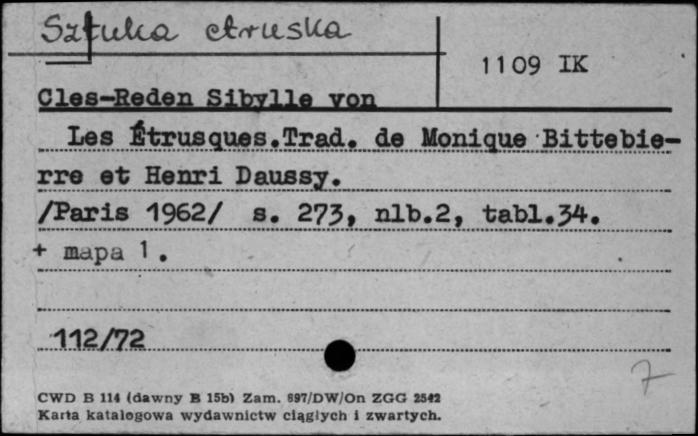 Sztuka etruska
1109 IK
Cles-Reden Sibylle von
Les Étrusques.Trad. de Monique Bittebie-
rre et Henri Daussy.
/Paris 1962/ s. 273, nlb.2, tabl.34.
+ mapa 1.
112/72
7
CWD B 114 (dawny B 15b) Zam. 697/DW/On ZGG 2542
Karta katalogowa wydawnictw ciągłych i zwartych.